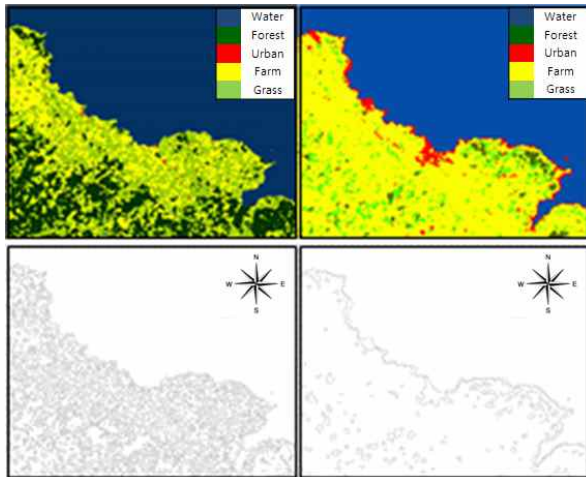 Water
Forest
Urban
Farm
Grass
Water
Forest
Urban
Farm
Grass
N
W E
S
N
W E
S